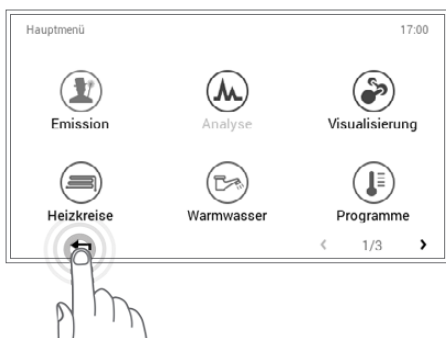 Hauptmenü 17:00
Emission Analyse Visualisierung
Heizkreise Warmwasser Programme
1/3